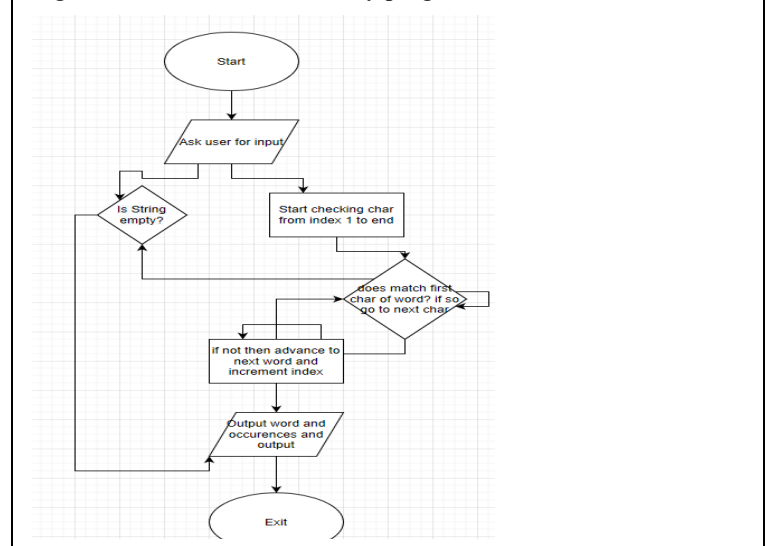 Start
Ask user for input
Is String
empty?
Start checking char
from index 1 to end
does match first
char of word? if so
go to next char
if not then advance to
next word and
increment index
Output word and
occurences and
output
Exit